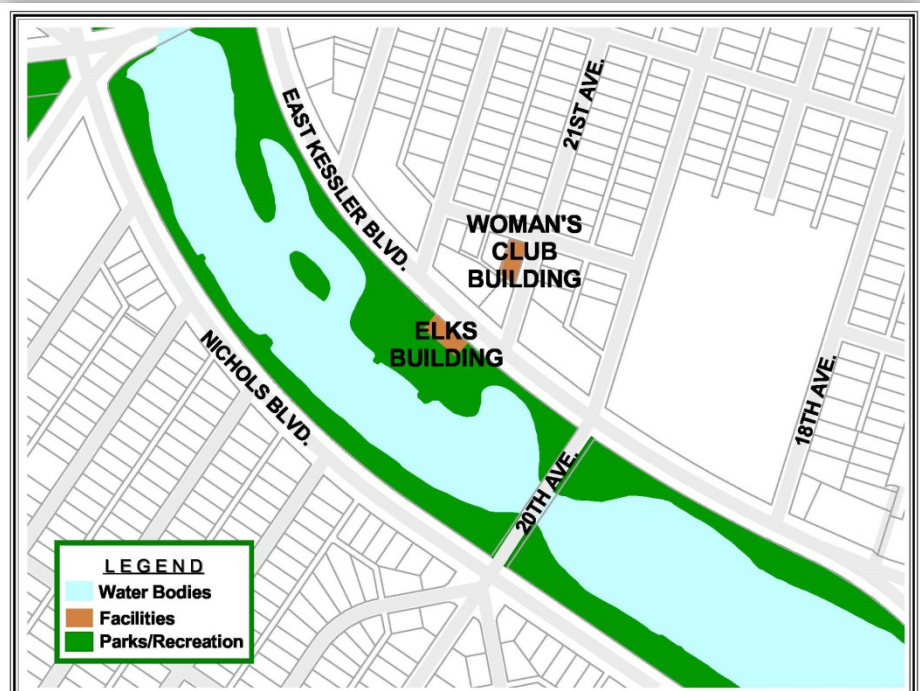 21ST AVE.
EAST KESSLER BLVD.
WOMAN'S
CLUB
BUILDING
ELKS
BUILDING
NICHOLS BLVD.
18TH AVE.
20TH AVE.
LEGEND
Water Bodies
Facilities
Parks/Recreation